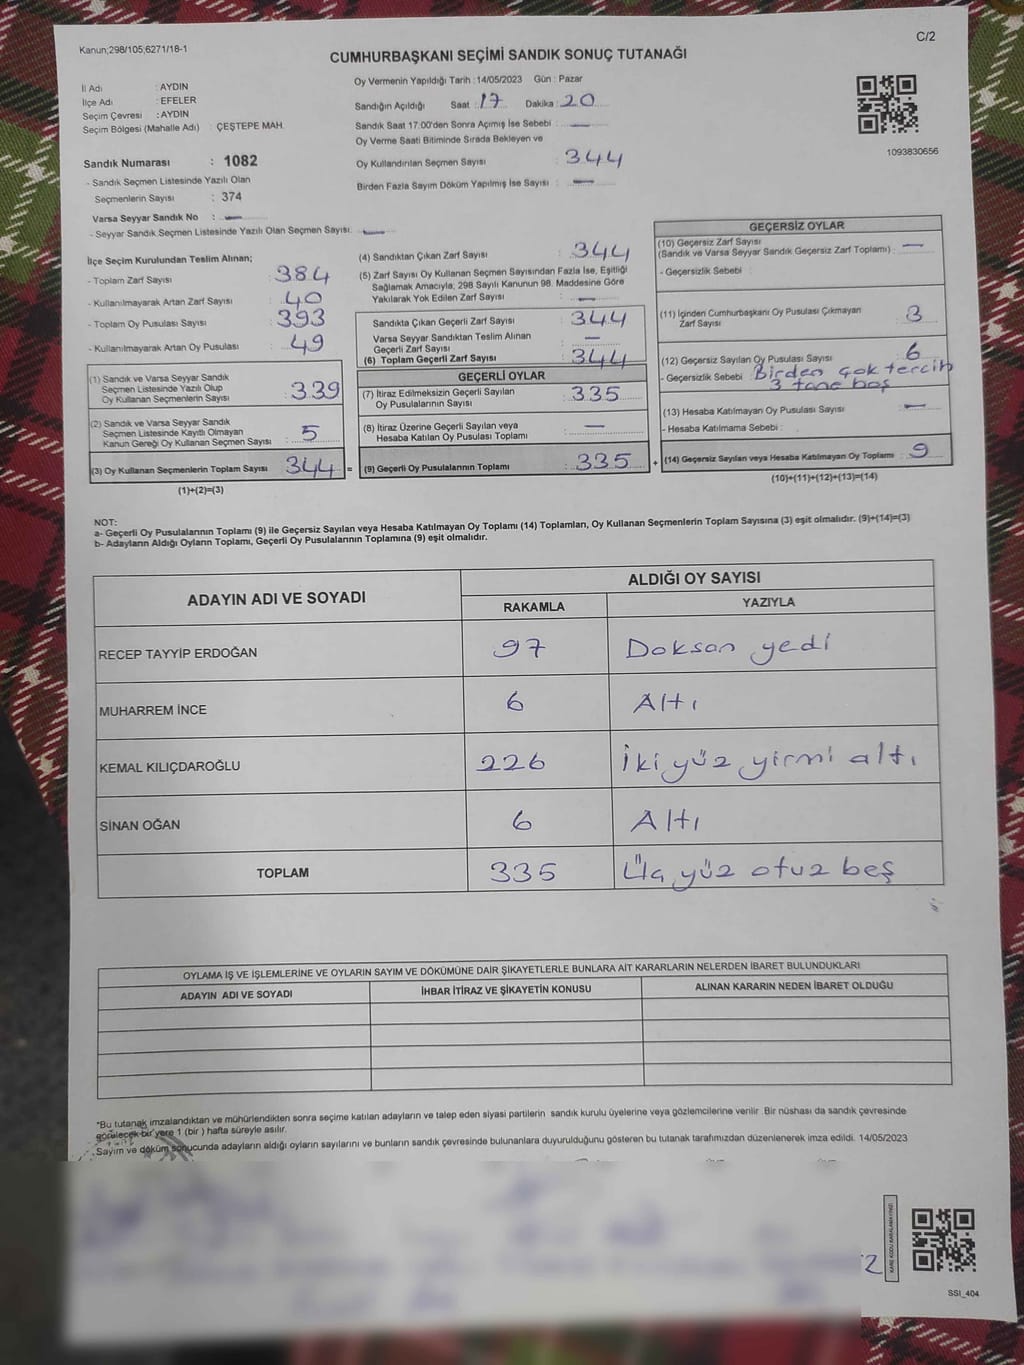 Kanun;298/105;6271/18-1
C/2
CUMHURBAŞKANI SEÇİMİ SANDIK SONUÇ TUTANAĞI
İl Adı : AYDIN
İlçe Adı : EFELER
Seçim Çevresi : AYDIN
Seçim Bölgesi (Mahalle Adı) : ÇEŞTEPE MAH.
Sandık Numarası : 1082
- Sandık Seçmen Listesinde Yazılı Olan
Seçmenlerin Sayısı : 374
Varsa Seyyar Sandık No : —
- Seyyar Sandık Seçmen Listesinde Yazılı Olan Seçmen Sayısı: —
Oy Vermenin Yapıldığı Tarih : 14/05/2023 Gün : Pazar
Sandığın Açıldığı Saat : 17 Dakika : 20
Sandık Saat 17:00'den Sonra Açımış İse Sebebi : —
Oy Verme Saati Bitiminde Sırada Bekleyen ve
Oy Kullandırılan Seçmen Sayısı : 344
Birden Fazla Sayım Döküm Yapılmış İse Sayısı : —
1093830656
İlçe Seçim Kurulundan Teslim Alınan;
- Toplam Zarf Sayısı : 384
- Kullanılmayarak Artan Zarf Sayısı : 40
- Toplam Oy Pusulası Sayısı : 393
- Kullanılmayarak Artan Oy Pusulası : 49
(1) Sandık ve Varsa Seyyar Sandık
Seçmen Listesinde Yazılı Olup
Oy Kullanan Seçmenlerin Sayısı : 339
(2) Sandık ve Varsa Seyyar Sandık
Seçmen Listesinde Kayıtlı Olmayan
Kanun Gereği Oy Kullanan Seçmen Sayısı : 5
(3) Oy Kullanan Seçmenlerin Toplam Sayısı : 344 =
(1)+(2)=(3)
(4) Sandıktan Çıkan Zarf Sayısı : 344
(5) Zarf Sayısı Oy Kullanan Seçmen Sayısından Fazla İse, Eşitliği
Sağlamak Amacıyla; 298 Sayılı Kanunun 98. Maddesine Göre
Yakılarak Yok Edilen Zarf Sayısı : —
Sandıkta Çıkan Geçerli Zarf Sayısı : 344
Varsa Seyyar Sandıktan Teslim Alınan
Geçerli Zarf Sayısı : —
(6) Toplam Geçerli Zarf Sayısı : 344
GEÇERLİ OYLAR
(7) İtiraz Edilmeksizin Geçerli Sayılan
Oy Pusulalarının Sayısı : 335
(8) İtiraz Üzerine Geçerli Sayılan veya
Hesaba Katılan Oy Pusulası Toplamı : —
(9) Geçerli Oy Pusulalarının Toplamı : 335 +
GEÇERSİZ OYLAR
(10) Geçersiz Zarf Sayısı
(Sandık ve Varsa Seyyar Sandık Geçersiz Zarf Toplamı) : —
- Geçersizlik Sebebi :
(11) İçinden Cumhurbaşkanı Oy Pusulası Çıkmayan
Zarf Sayısı : 3
(12) Geçersiz Sayılan Oy Pusulası Sayısı : 6
- Geçersizlik Sebebi : Birden çok tercih
3 tane boş
(13) Hesaba Katılmayan Oy Pusulası Sayısı : —
- Hesaba Katılmama Sebebi :
(14) Geçersiz Sayılan veya Hesaba Katılmayan Oy Toplamı : 9
(10)+(11)+(12)+(13)=(14)
NOT:
a- Geçerli Oy Pusulalarının Toplamı (9) ile Geçersiz Sayılan veya Hesaba Katılmayan Oy Toplamı (14) Toplamları, Oy Kullanan Seçmenlerin Toplam Sayısına (3) eşit olmalıdır. (9)+(14)=(3)
b- Adayların Aldığı Oyların Toplamı, Geçerli Oy Pusulalarının Toplamına (9) eşit olmalıdır.
ADAYIN ADI VE SOYADI
ALDIĞI OY SAYISI
RAKAMLA YAZIYLA
RECEP TAYYİP ERDOĞAN 97 Doksan yedi
MUHARREM İNCE 6 Altı
KEMAL KILIÇDAROĞLU 226 İki yüz yirmi altı
SİNAN OĞAN 6 Altı
TOPLAM 335 Üç yüz otuz beş
OYLAMA İŞ VE İŞLEMLERİNE VE OYLARIN SAYIM VE DÖKÜMÜNE DAİR ŞİKAYETLERLE BUNLARA AİT KARARLARIN NELERDEN İBARET BULUNDUKLARI
ADAYIN ADI VE SOYADI İHBAR İTİRAZ VE ŞİKAYETİN KONUSU ALINAN KARARIN NEDEN İBARET OLDUĞU
*Bu tutanak imzalandıktan ve mühürlendikten sonra seçime katılan adayların ve talep eden siyasi partilerin sandık kurulu üyelerine veya gözlemcilerine verilir. Bir nüshası da sandık çevresinde
görülecek bir yere 1 (bir) hafta süreyle asılır.
Sayım ve döküm sonucunda adayların aldığı oyların sayılarını ve bunların sandık çevresinde bulunanlara duyurulduğunu gösteren bu tutanak tarafımızdan düzenlenerek imza edildi. 14/05/2023
KARE KODU KARALAMAYINIZ!
SSI_404